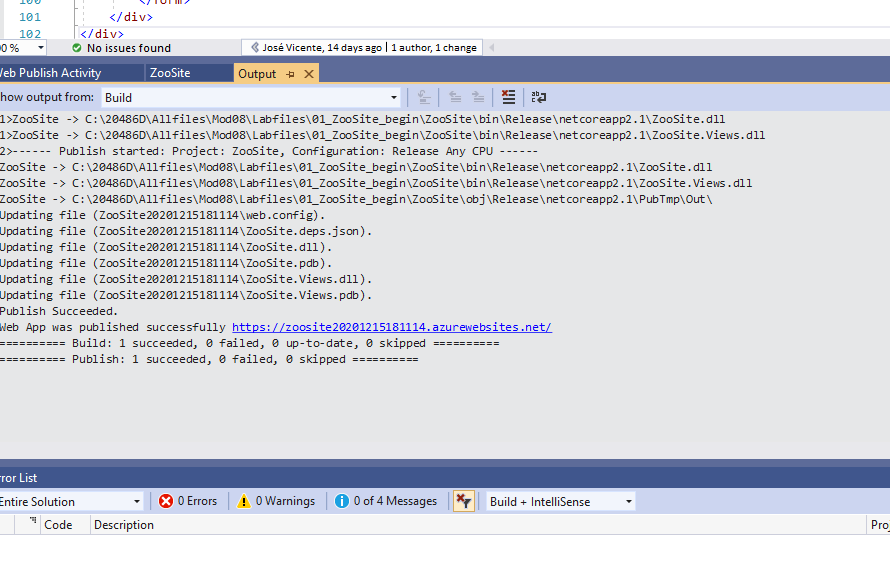 100 </form>
101 </div>
102 </div>
00 % No issues found José Vicente, 14 days ago | 1 author, 1 change
Web Publish Activity ZooSite Output
how output from: Build
1>ZooSite -> C:\20486D\Allfiles\Mod08\Labfiles\01_ZooSite_begin\ZooSite\bin\Release\netcoreapp2.1\ZooSite.dll
1>ZooSite -> C:\20486D\Allfiles\Mod08\Labfiles\01_ZooSite_begin\ZooSite\bin\Release\netcoreapp2.1\ZooSite.Views.dll
2>------ Publish started: Project: ZooSite, Configuration: Release Any CPU ------
ZooSite -> C:\20486D\Allfiles\Mod08\Labfiles\01_ZooSite_begin\ZooSite\bin\Release\netcoreapp2.1\ZooSite.dll
ZooSite -> C:\20486D\Allfiles\Mod08\Labfiles\01_ZooSite_begin\ZooSite\bin\Release\netcoreapp2.1\ZooSite.Views.dll
ZooSite -> C:\20486D\Allfiles\Mod08\Labfiles\01_ZooSite_begin\ZooSite\obj\Release\netcoreapp2.1\PubTmp\Out\
Updating file (ZooSite20201215181114\web.config).
Updating file (ZooSite20201215181114\ZooSite.deps.json).
Updating file (ZooSite20201215181114\ZooSite.dll).
Updating file (ZooSite20201215181114\ZooSite.pdb).
Updating file (ZooSite20201215181114\ZooSite.Views.dll).
Updating file (ZooSite20201215181114\ZooSite.Views.pdb).
Publish Succeeded.
Web App was published successfully https://zoosite20201215181114.azurewebsites.net/
========== Build: 1 succeeded, 0 failed, 0 up-to-date, 0 skipped ==========
========== Publish: 1 succeeded, 0 failed, 0 skipped ==========
rror List
Entire Solution 0 Errors 0 Warnings 0 of 4 Messages Build + IntelliSense
Code Description Proj